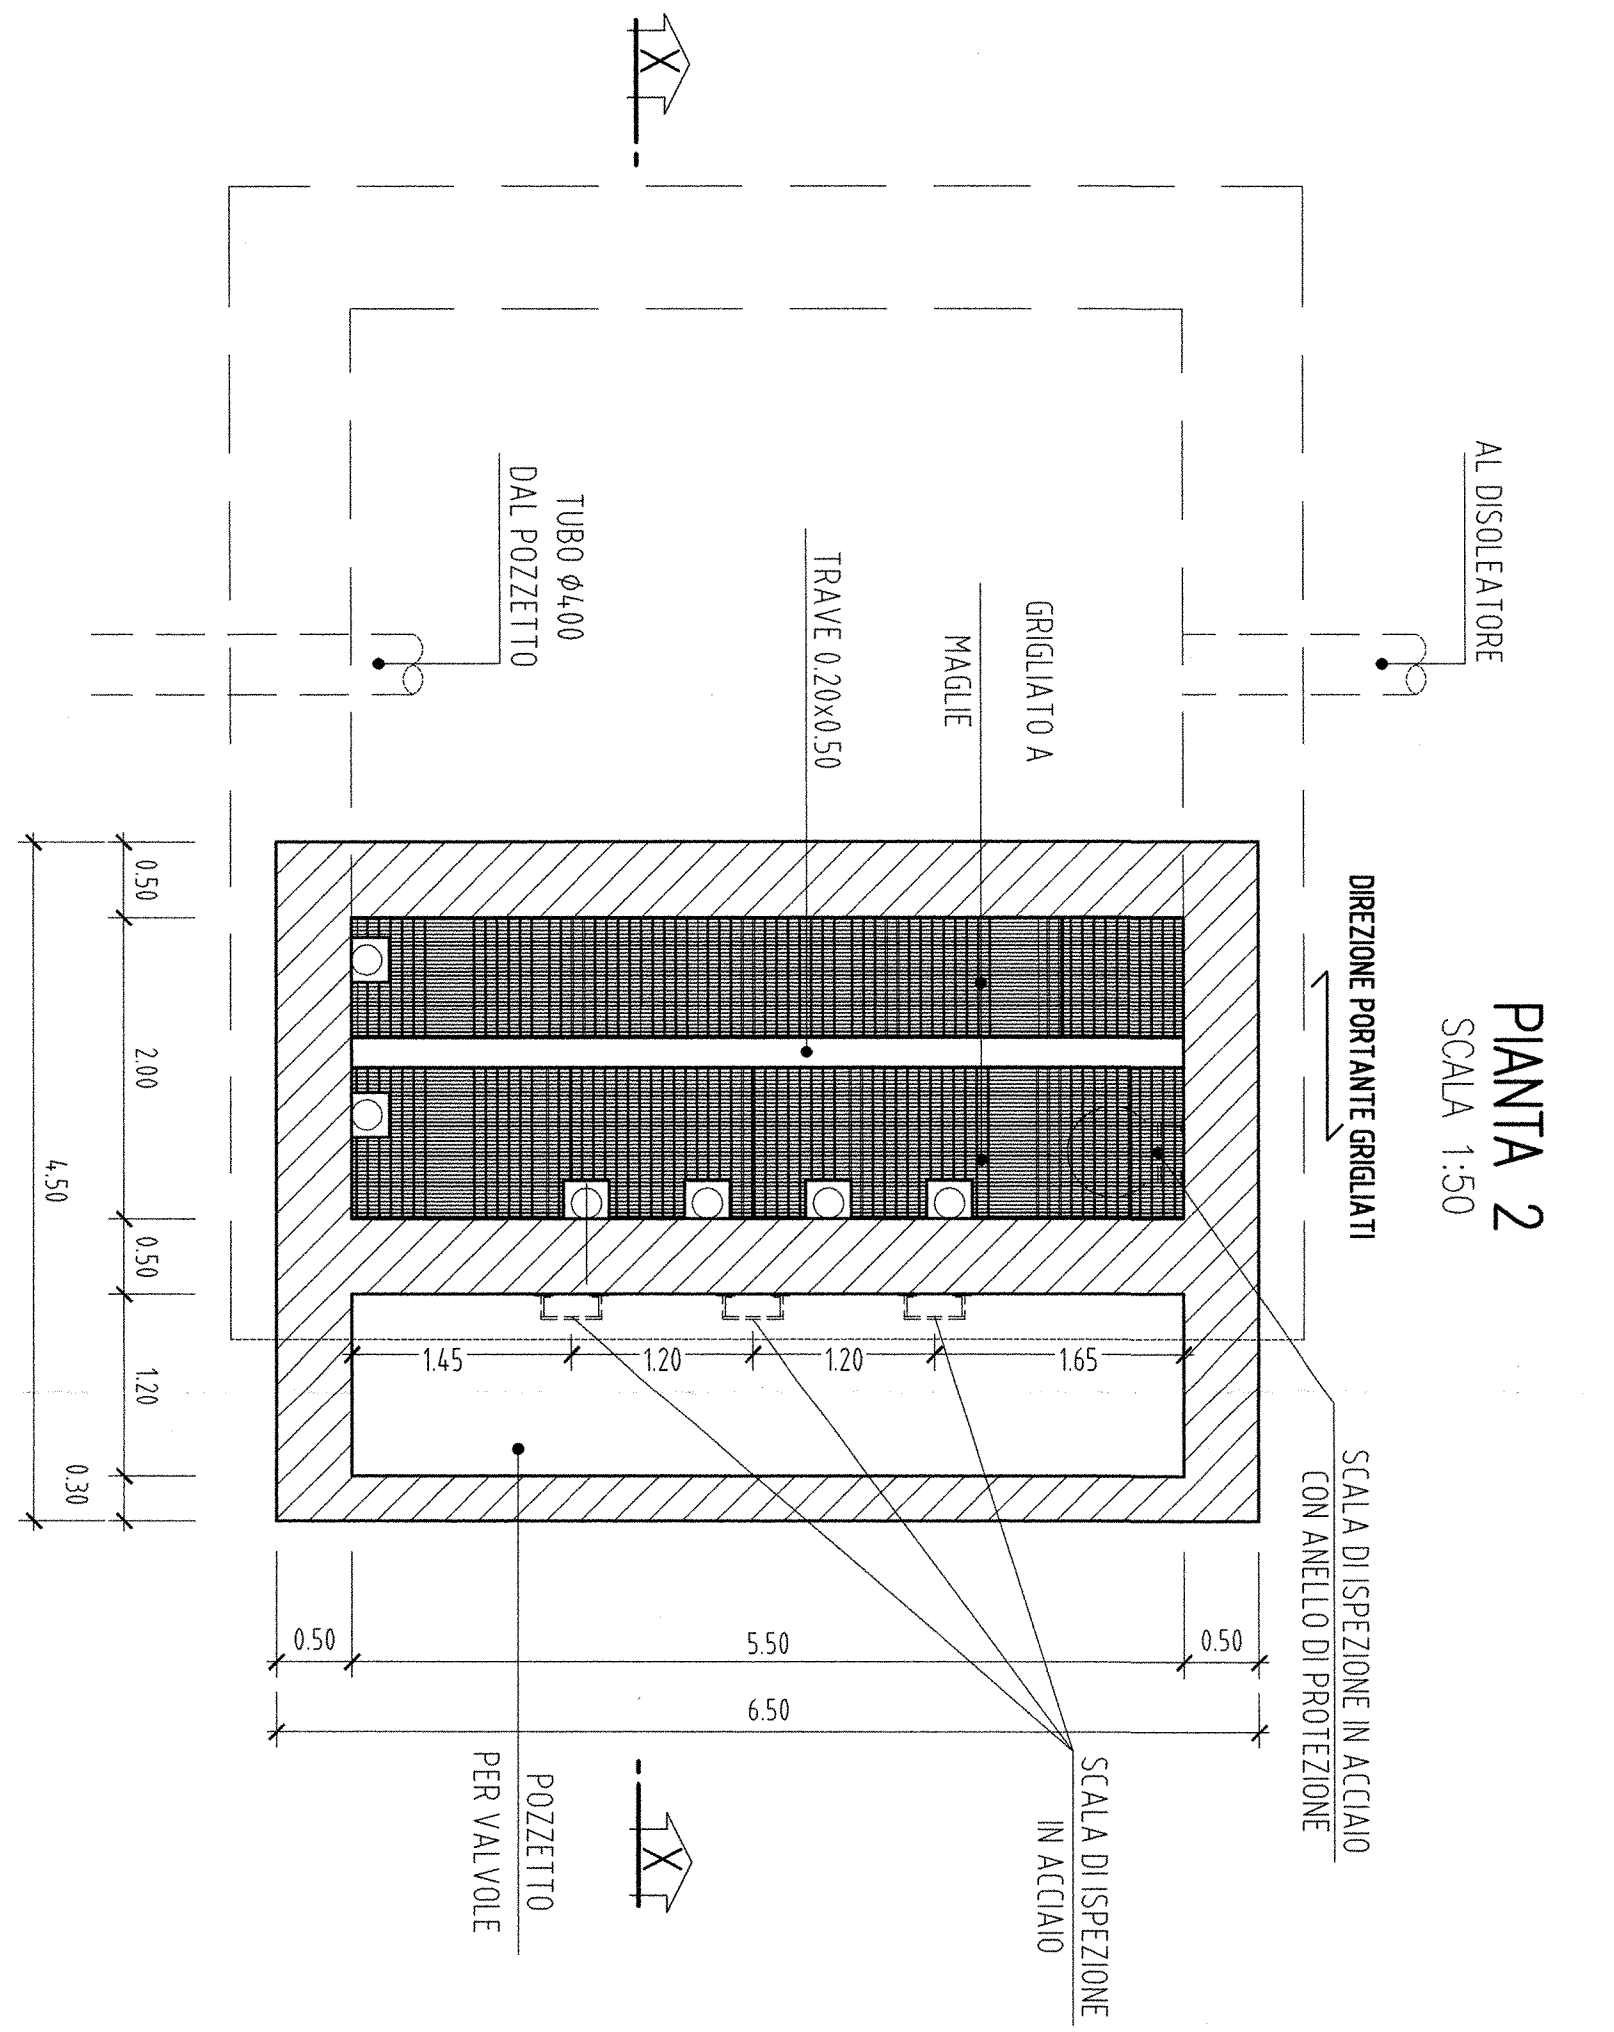 PIANTA 2
SCALA 1:50
AL DISOLEATORE
DIREZIONE PORTANTE GRIGLIATI
SCALA DI ISPEZIONE IN ACCIAIO
CON ANELLO DI PROTEZIONE
GRIGLIATO A
MAGLIE
TRAVE 0.20x0.50
TUBO Ø400
DAL POZZETTO
SCALA DI ISPEZIONE
IN ACCIAIO
POZZETTO
PER VALVOLE
X
X
1.65
1.20
1.20
1.45
0.50
5.50
0.50
6.50
0.50
2.00
0.50
1.20
0.30
4.50